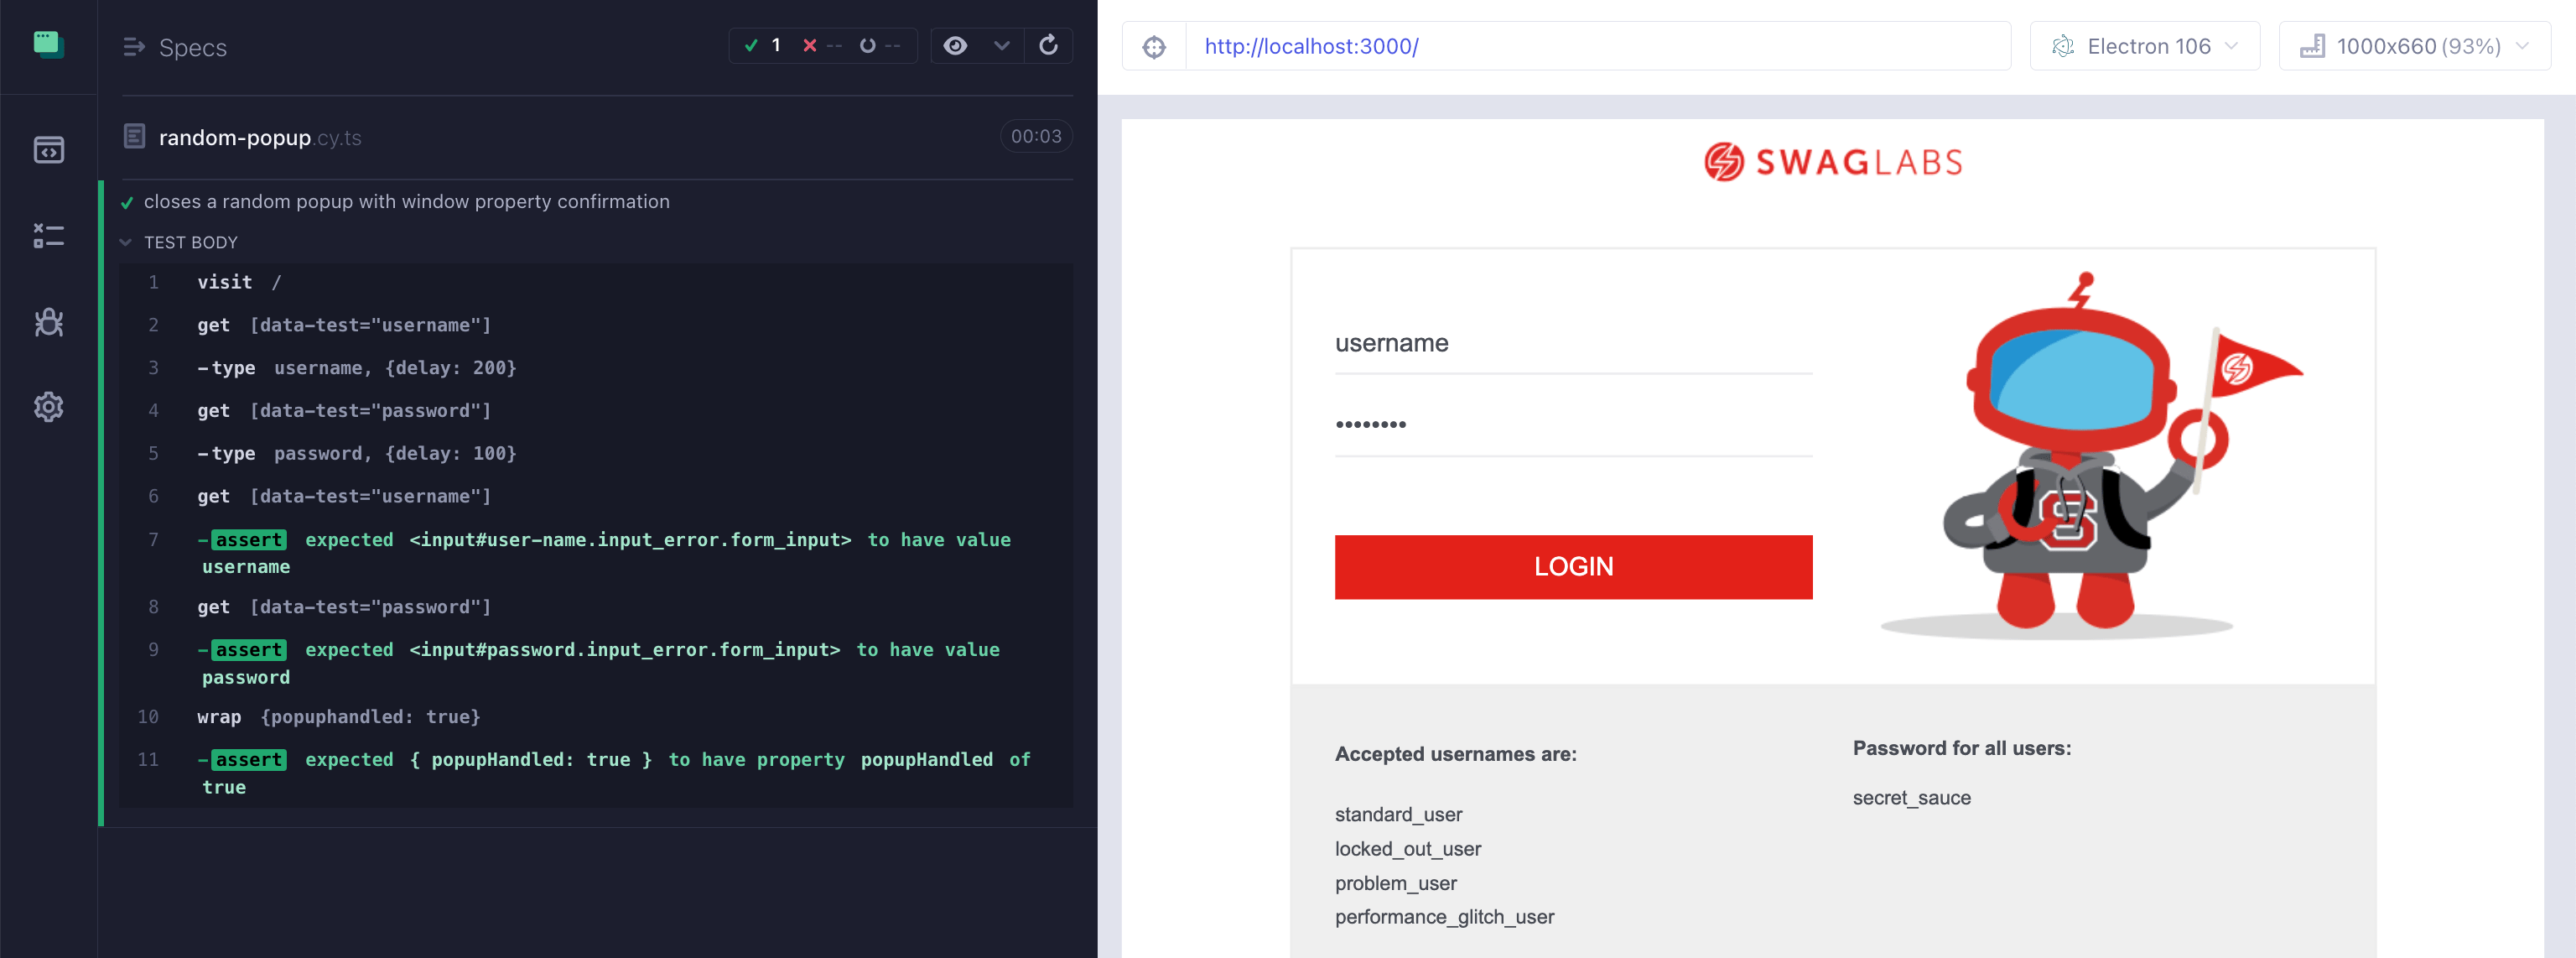 Specs
1 -- --
random-popup.cy.ts
00:03
closes a random popup with window property confirmation
TEST BODY
1 visit /
2 get [data-test="username"]
3 -type username, {delay: 200}
4 get [data-test="password"]
5 -type password, {delay: 100}
6 get [data-test="username"]
7 -assert expected <input#user-name.input_error.form_input> to have value
username
8 get [data-test="password"]
9 -assert expected <input#password.input_error.form_input> to have value
password
10 wrap {popuphandled: true}
11 -assert expected { popupHandled: true } to have property popupHandled of
true
http://localhost:3000/
Electron 106
1000x660 (93%)
SWAGLABS
username
••••••••
LOGIN
S
Accepted usernames are:
standard_user
locked_out_user
problem_user
performance_glitch_user
Password for all users:
secret_sauce